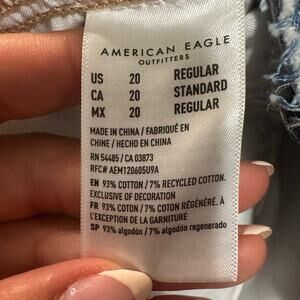 AMERICAN EAGLE
OUTFITTERS
US 20 REGULAR
CA 20 STANDARD
MX 20 REGULAR
MADE IN CHINA / FABRIQUÉ EN
CHINE / HECHO EN CHINA
RN 54485 / CA 03873
RFC# AEM120605U9A
EN 93% COTTON / 7% RECYCLED COTTON.
EXCLUSIVE OF DECORATION
FR 93% COTON / 7% COTON RÉGÉNÉRÉ. À
L'EXCEPTION DE LA GARNITURE
SP 93% algodón / 7% algodón regenerado